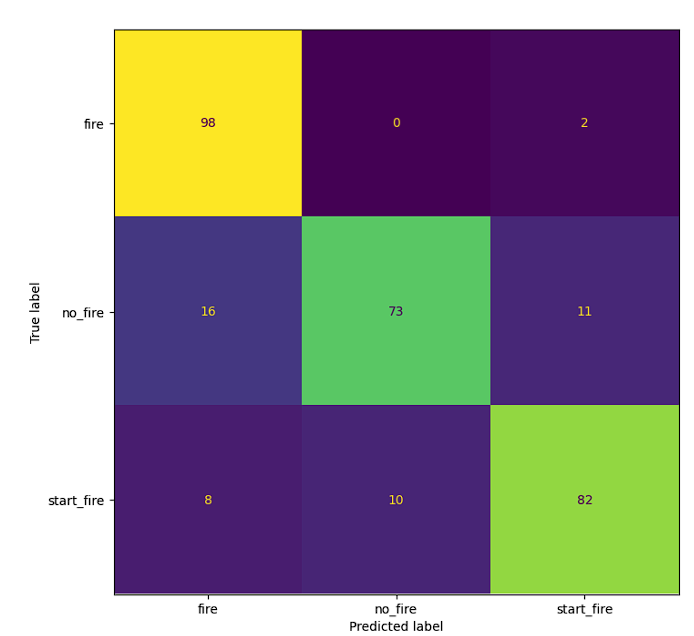 fire 98 0 2
True label
no_fire 16 73 11
start_fire 8 10 82
fire no_fire start_fire
Predicted label